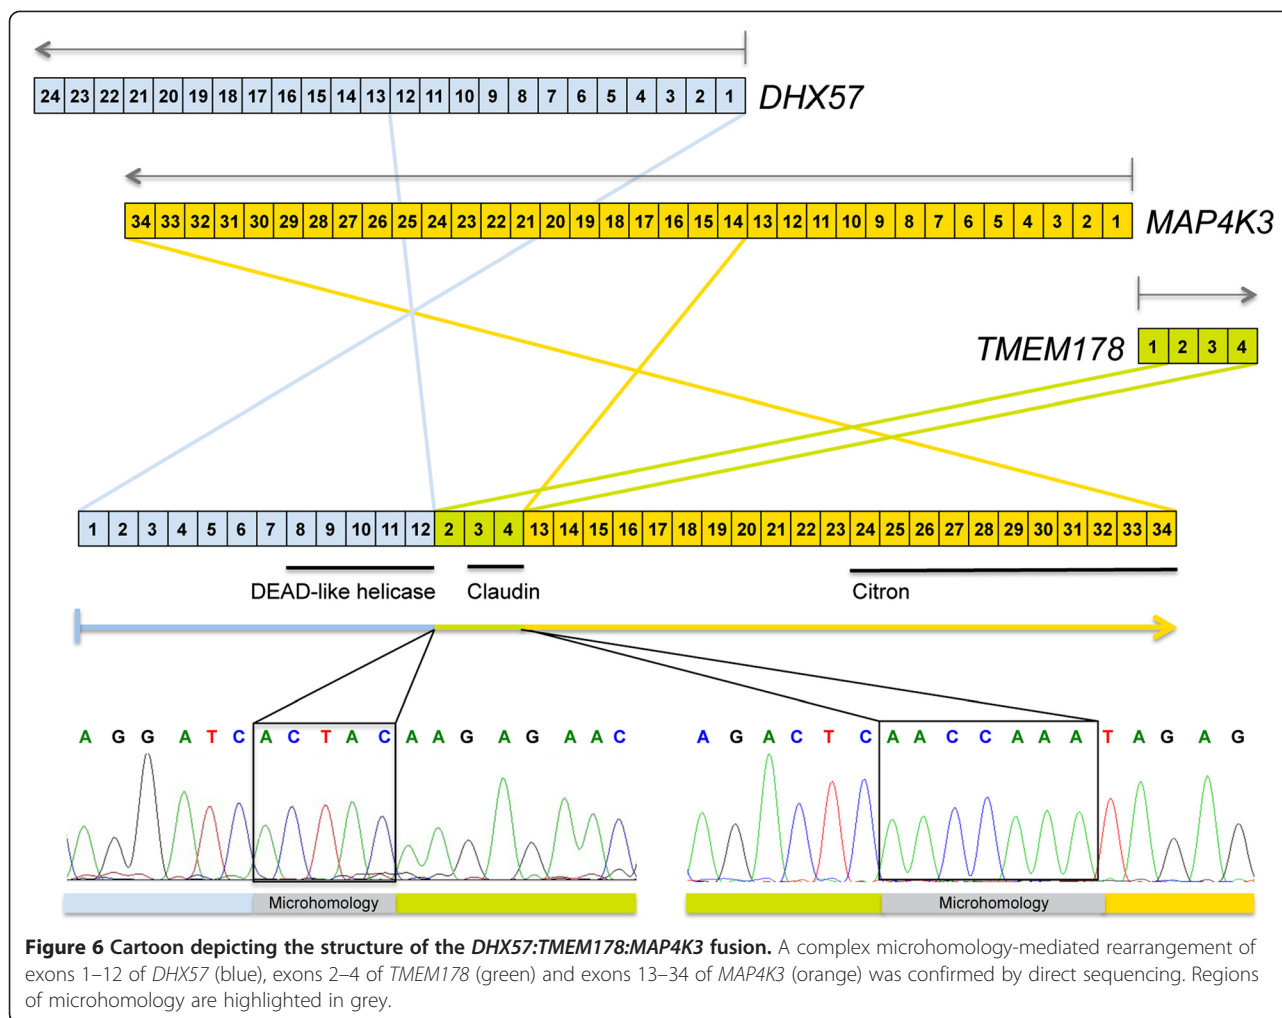 24 23 22 21 20 19 18 17 16 15 14 13 12 11 10 9 8 7 6 5 4 3 2 1 DHX57
34 33 32 31 30 29 28 27 26 25 24 23 22 21 20 19 18 17 16 15 14 13 12 11 10 9 8 7 6 5 4 3 2 1 MAP4K3
TMEM178 1 2 3 4
1 2 3 4 5 6 7 8 9 10 11 12 2 3 4 13 14 15 16 17 18 19 20 21 22 23 24 25 26 27 28 29 30 31 32 33 34
DEAD-like helicase Claudin Citron
A G G A T C A C T A C A A G A G A A C A G A C T C A A C C A A A T A G A G
Microhomology Microhomology
Figure 6 Cartoon depicting the structure of the DHX57:TMEM178:MAP4K3 fusion. A complex microhomology-mediated rearrangement of
exons 1–12 of DHX57 (blue), exons 2–4 of TMEM178 (green) and exons 13–34 of MAP4K3 (orange) was confirmed by direct sequencing. Regions
of microhomology are highlighted in grey.